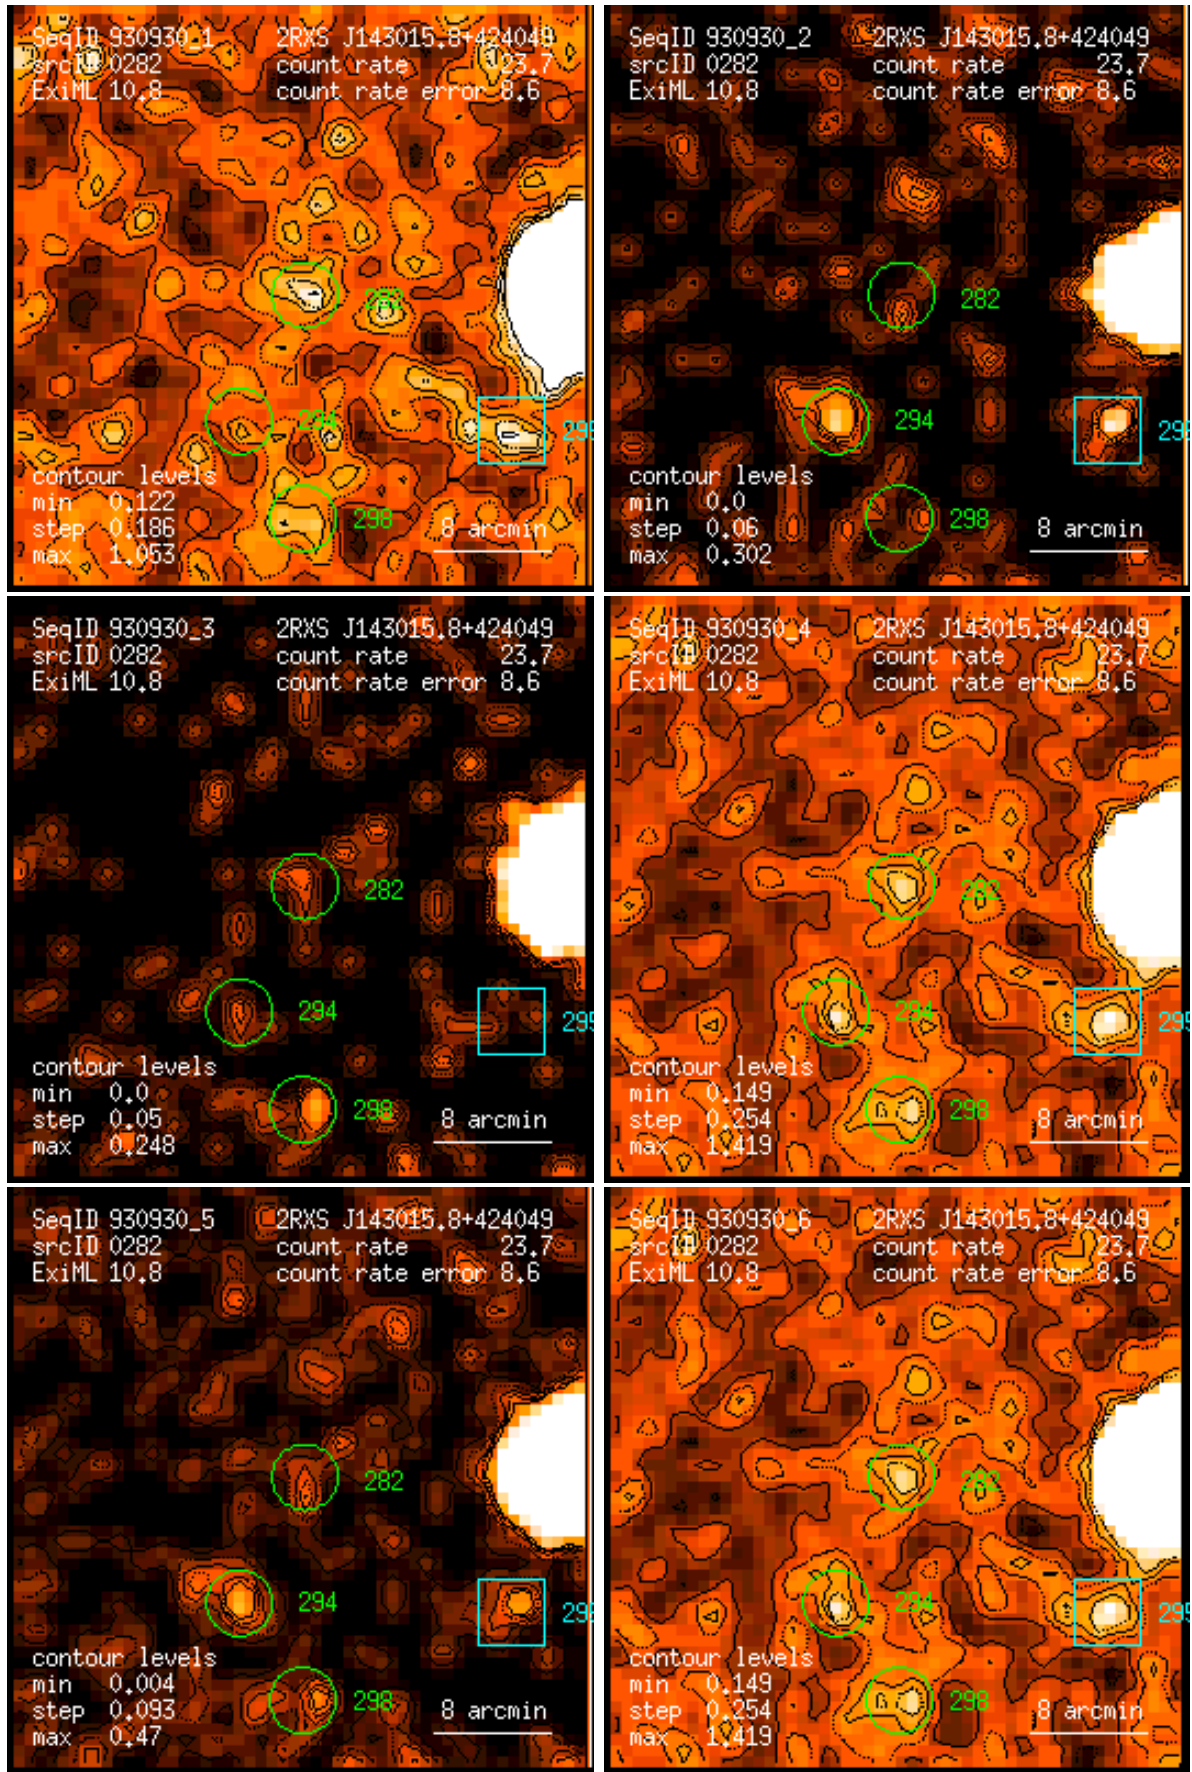 SeqID 930930_1 2RXS J143015.8+424049
srcID 0282 count rate 23.7
ExiML 10.8 count rate error 8.6
282
294
295
298
contour levels
min 0.122
step 0.186
max 1.053
8 arcmin
SeqID 930930_2 2RXS J143015.8+424049
srcID 0282 count rate 23.7
ExiML 10.8 count rate error 8.6
282
294
298
contour levels
min 0.0
step 0.06
max 0.302
8 arcmin
SeqID 930930_3 2RXS J143015.8+424049
srcID 0282 count rate 23.7
ExiML 10.8 count rate error 8.6
282
294
295
298
contour levels
min 0.0
step 0.05
max 0.248
8 arcmin
SeqID 930930_4 2RXS J143015.8+424049
srcID 0282 count rate 23.7
ExiML 10.8 count rate error 8.6
282
294
298
contour levels
min 0.149
step 0.254
max 1.419
8 arcmin
SeqID 930930_5 2RXS J143015.8+424049
srcID 0282 count rate 23.7
ExiML 10.8 count rate error 8.6
282
294
295
298
contour levels
min 0.004
step 0.093
max 0.47
8 arcmin
SeqID 930930_6 2RXS J143015.8+424049
srcID 0282 count rate 23.7
ExiML 10.8 count rate error 8.6
282
294
298
contour levels
min 0.149
step 0.254
max 1.419
8 arcmin